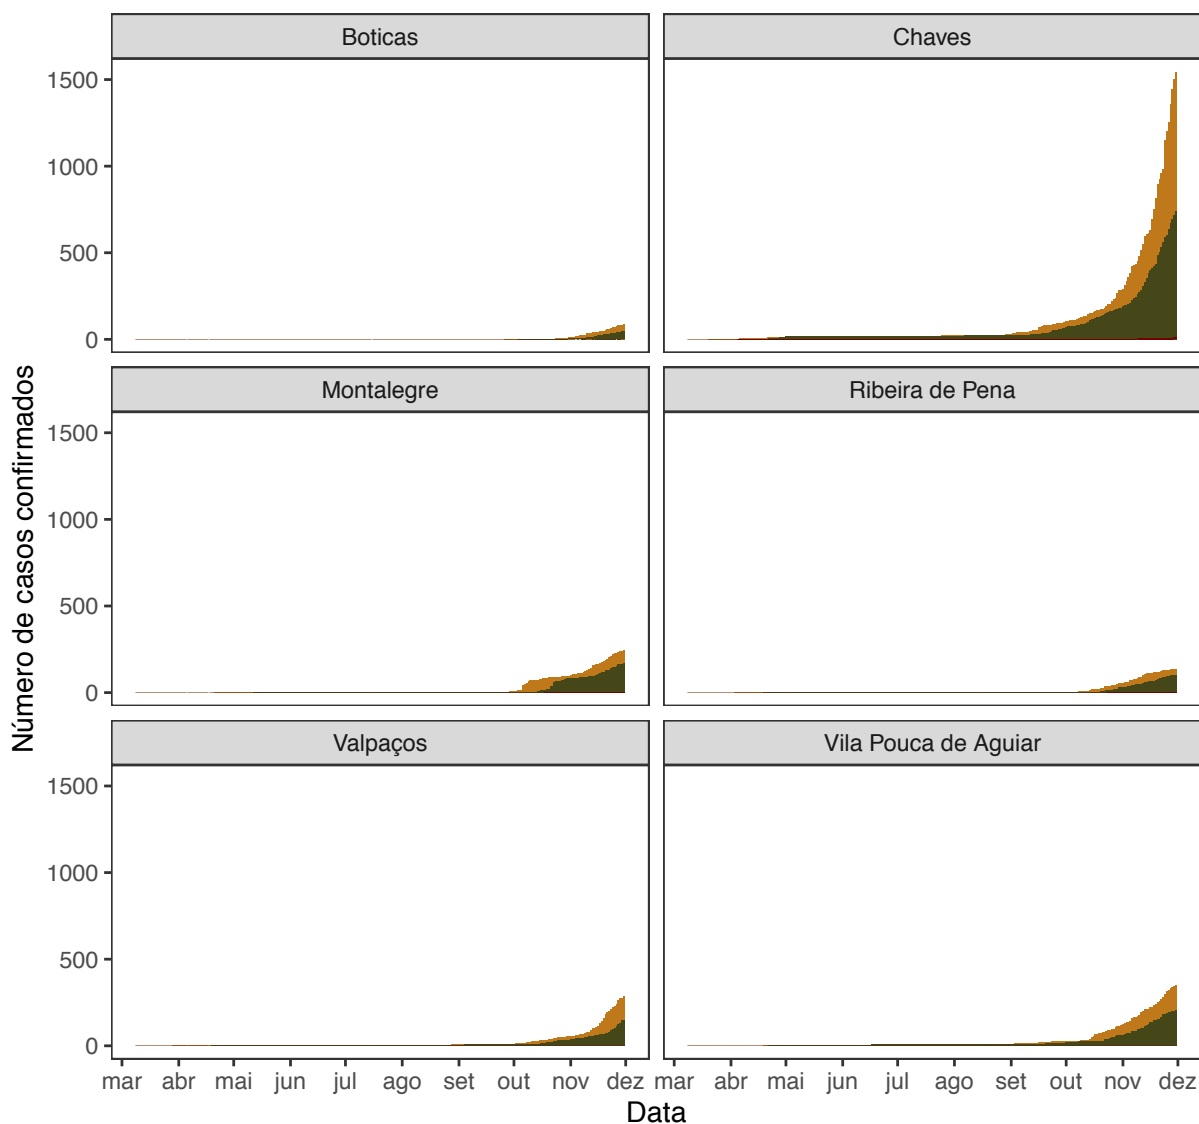 Boticas
Chaves
1500
1000
500
0
Montalegre
Ribeira de Pena
1500
1000
500
0
Valpaços
Vila Pouca de Aguiar
1500
1000
500
0
mar abr mai jun jul ago set out nov dez
mar abr mai jun jul ago set out nov dez
Data
Número de casos confirmados